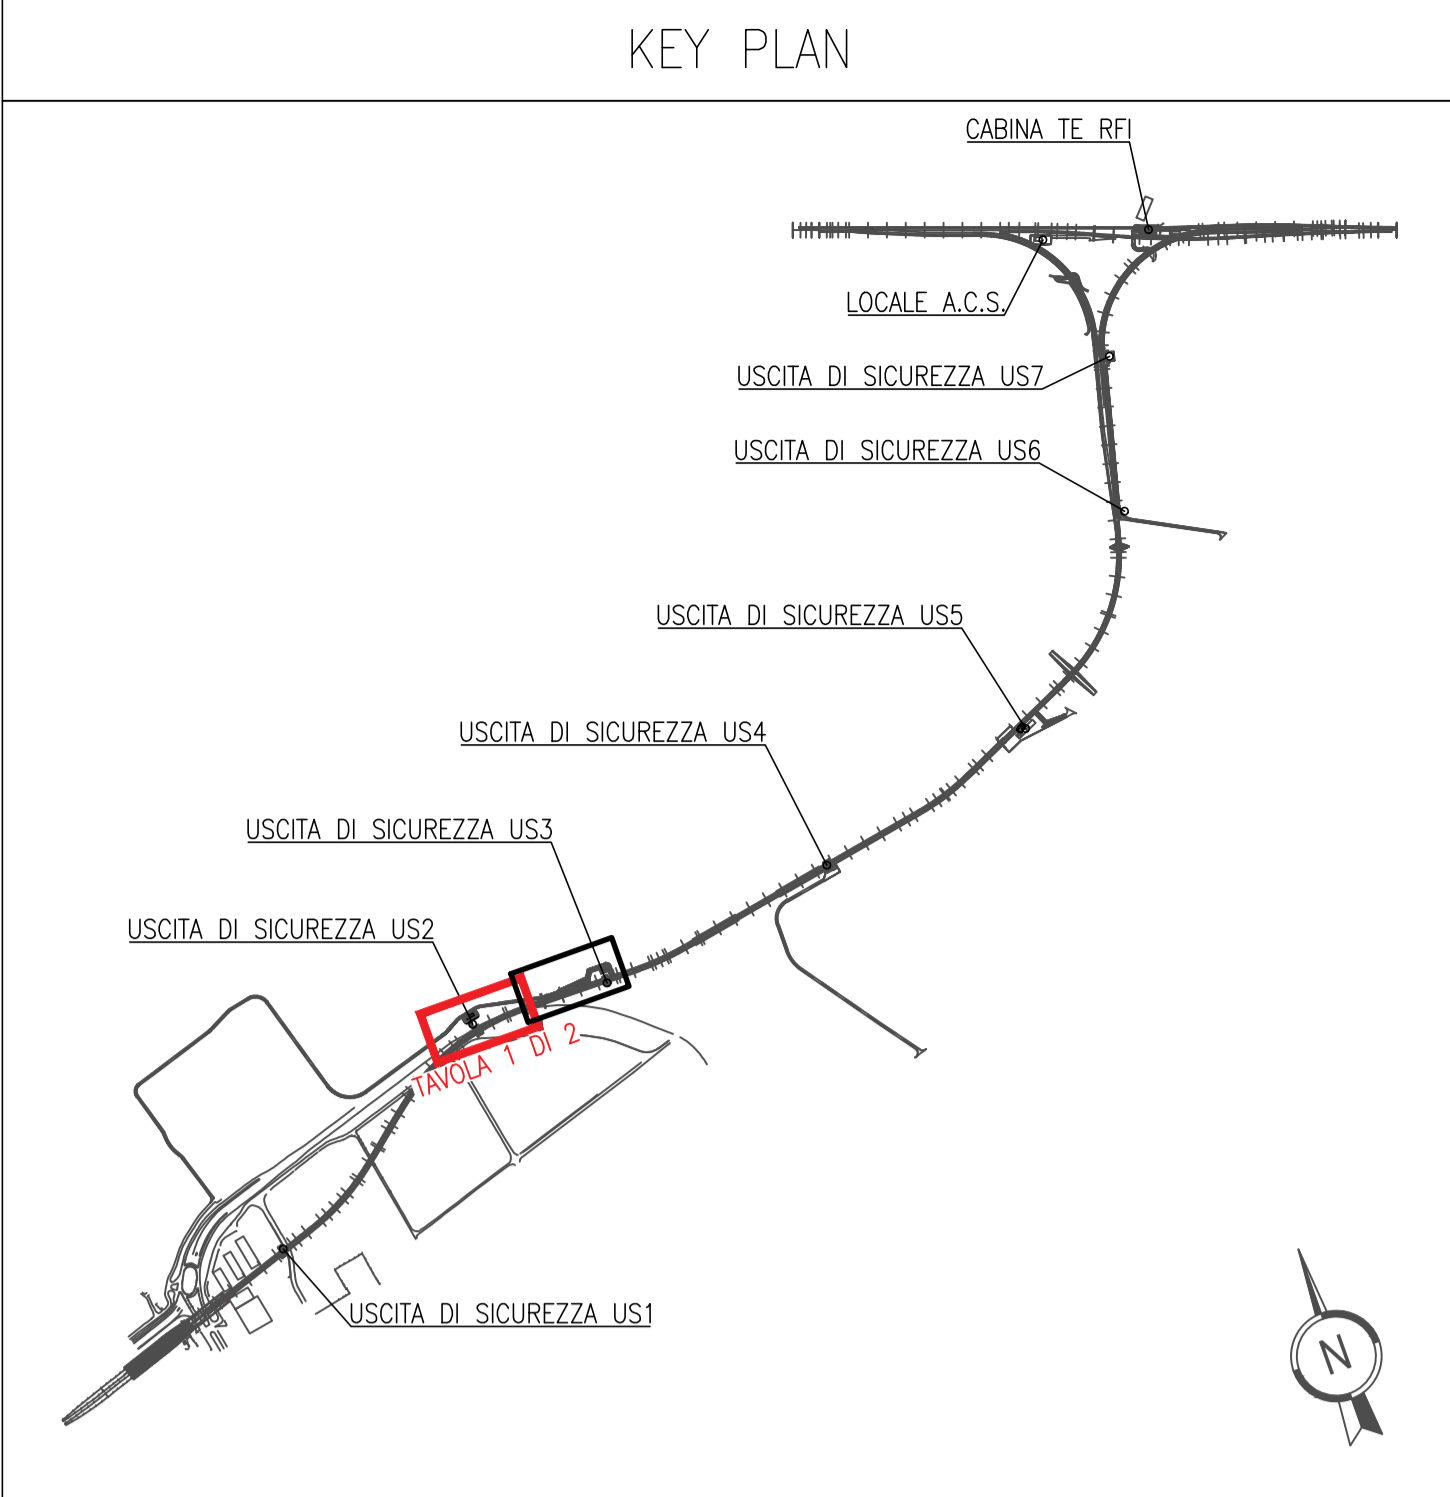 KEY PLAN
CABINA TE RFI
LOCALE A.C.S.
USCITA DI SICUREZZA US7
USCITA DI SICUREZZA US6
USCITA DI SICUREZZA US5
USCITA DI SICUREZZA US4
USCITA DI SICUREZZA US3
USCITA DI SICUREZZA US2
TAVOLA 1 DI 2
USCITA DI SICUREZZA US1
N